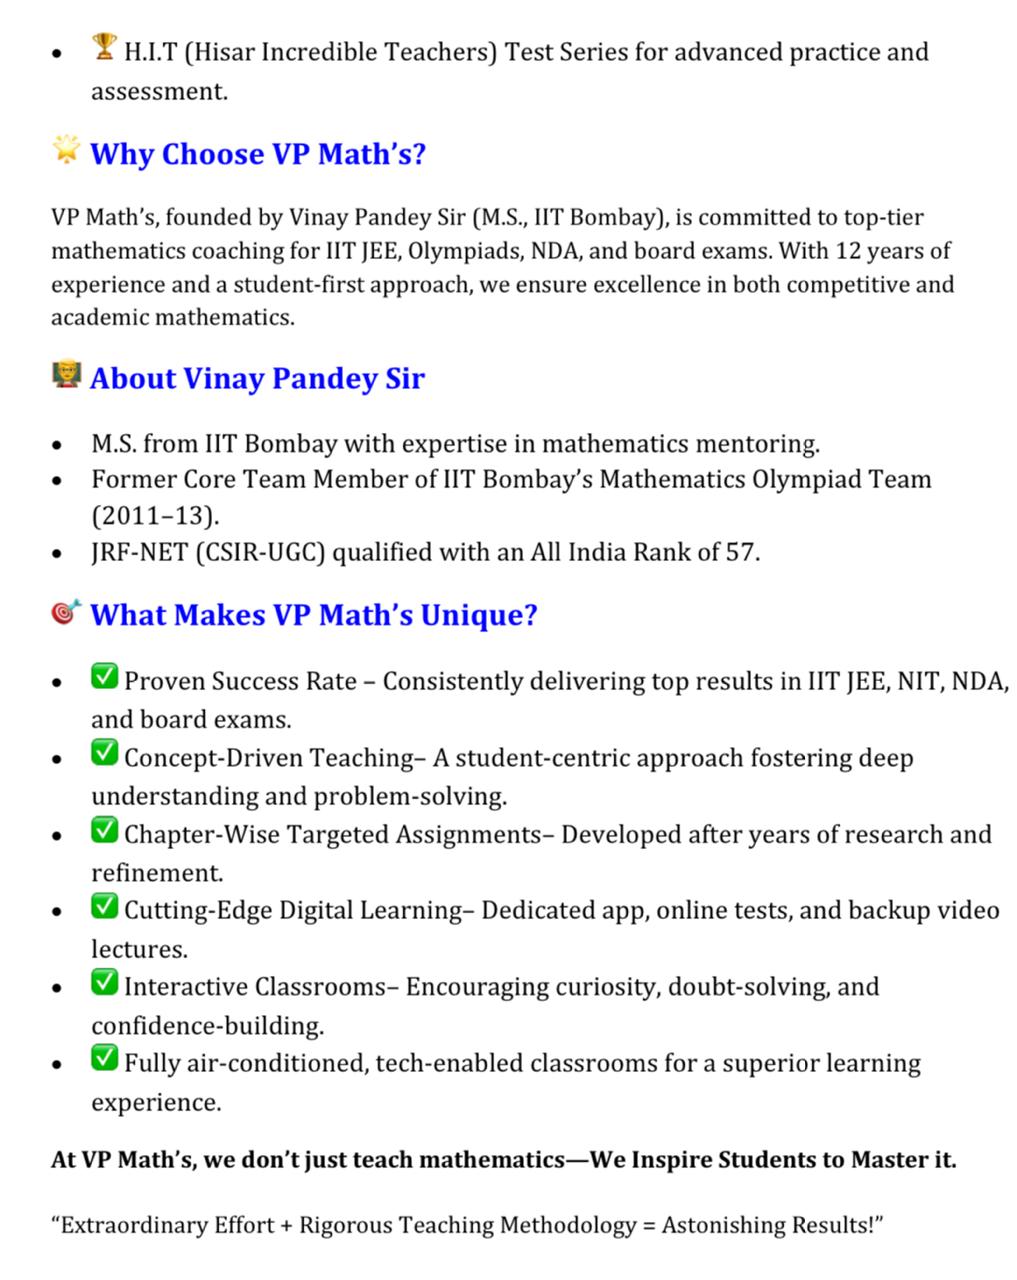 • 🏆 H.I.T (Hisar Incredible Teachers) Test Series for advanced practice and
assessment.
🌟 Why Choose VP Math’s?
VP Math’s, founded by Vinay Pandey Sir (M.S., IIT Bombay), is committed to top-tier
mathematics coaching for IIT JEE, Olympiads, NDA, and board exams. With 12 years of
experience and a student-first approach, we ensure excellence in both competitive and
academic mathematics.
👨‍🏫 About Vinay Pandey Sir
• M.S. from IIT Bombay with expertise in mathematics mentoring.
• Former Core Team Member of IIT Bombay’s Mathematics Olympiad Team
(2011–13).
• JRF-NET (CSIR-UGC) qualified with an All India Rank of 57.
🎯 What Makes VP Math’s Unique?
• ✅ Proven Success Rate – Consistently delivering top results in IIT JEE, NIT, NDA,
and board exams.
• ✅ Concept-Driven Teaching– A student-centric approach fostering deep
understanding and problem-solving.
• ✅ Chapter-Wise Targeted Assignments– Developed after years of research and
refinement.
• ✅ Cutting-Edge Digital Learning– Dedicated app, online tests, and backup video
lectures.
• ✅ Interactive Classrooms– Encouraging curiosity, doubt-solving, and
confidence-building.
• ✅ Fully air-conditioned, tech-enabled classrooms for a superior learning
experience.
At VP Math’s, we don’t just teach mathematics—We Inspire Students to Master it.
“Extraordinary Effort + Rigorous Teaching Methodology = Astonishing Results!”